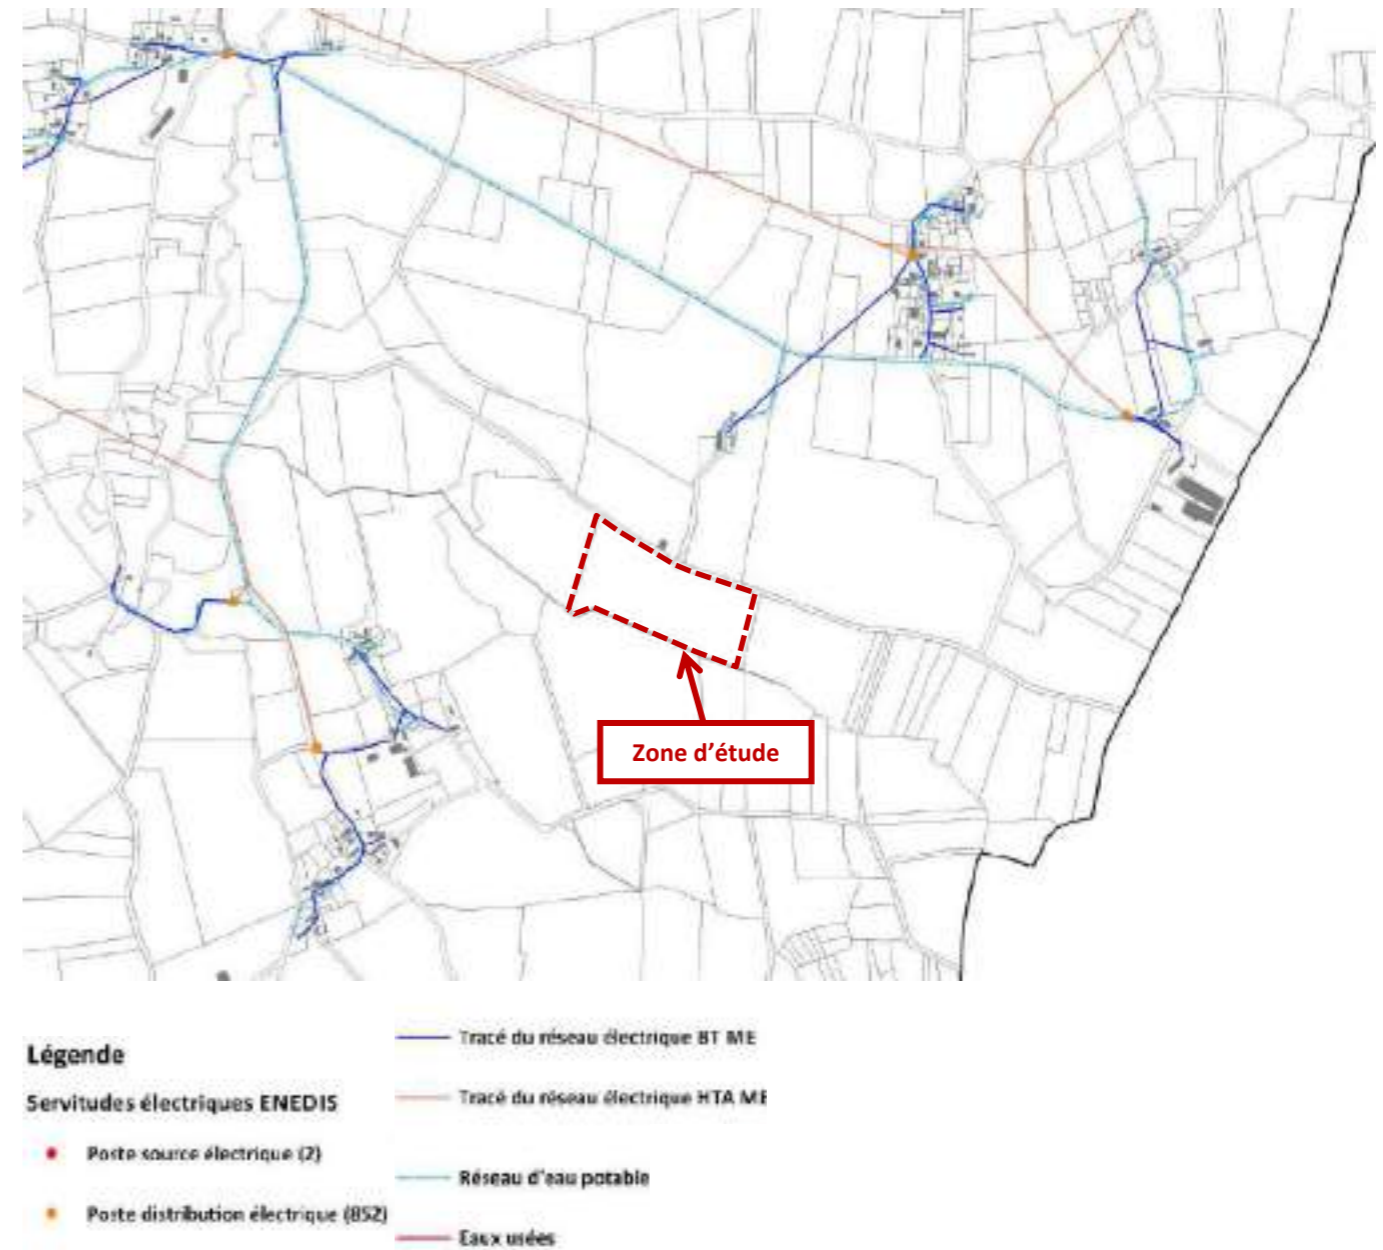 Zone d'étude
Légende
Servitudes électriques ENEDIS
Poste source électrique (2)
Poste distribution électrique (852)
Tracé du réseau électrique BT ME
Tracé du réseau électrique HTA ME
Réseau d'eau potable
Eaux usées